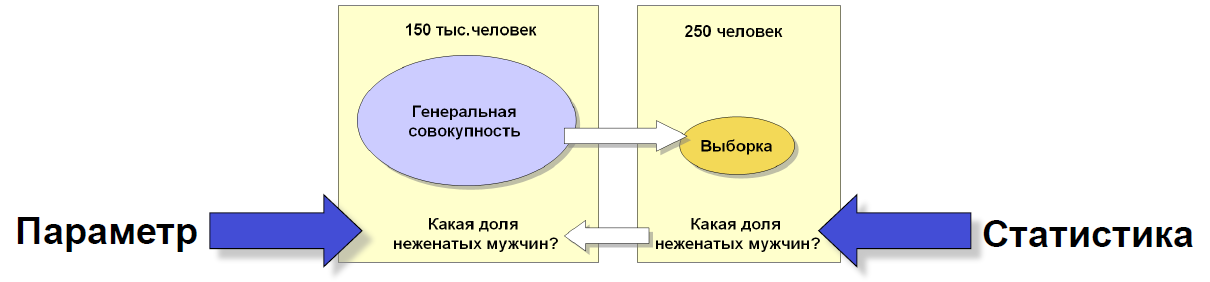 150 тыс.человек
250 человек
Генеральная
совокупность
Выборка
Параметр
Какая доля
неженатых мужчин?
Какая доля
неженатых мужчин?
Статистика